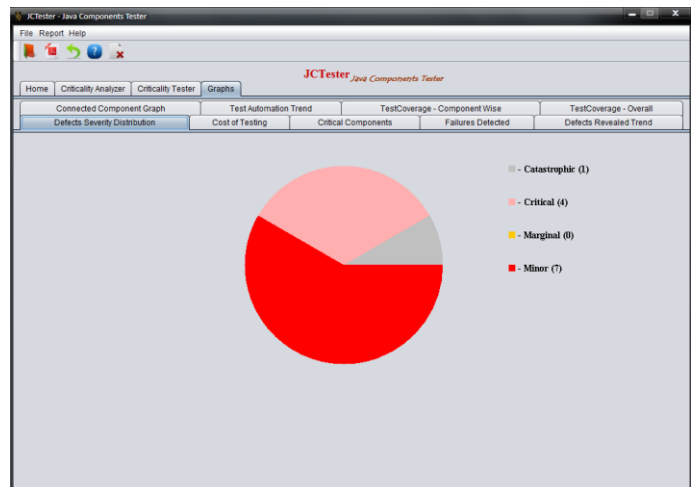 JCTester - Java Components Tester
File Report Help
JCTester Java Components Tester
Home Criticality Analyzer Criticality Tester Graphs
Connected Component Graph Test Automation Trend TestCoverage - Component Wise TestCoverage - Overall
Defects Severity Distribution Cost of Testing Critical Components Failures Detected Defects Revealed Trend
- Catastrophic (1)
- Critical (4)
- Marginal (0)
- Minor (7)